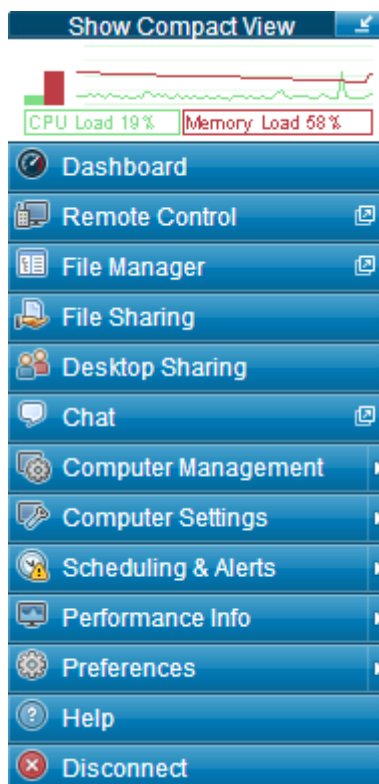 Show Compact View
CPU Load 19% Memory Load 58%
Dashboard
Remote Control
File Manager
File Sharing
Desktop Sharing
Chat
Computer Management
Computer Settings
Scheduling & Alerts
Performance Info
Preferences
Help
Disconnect